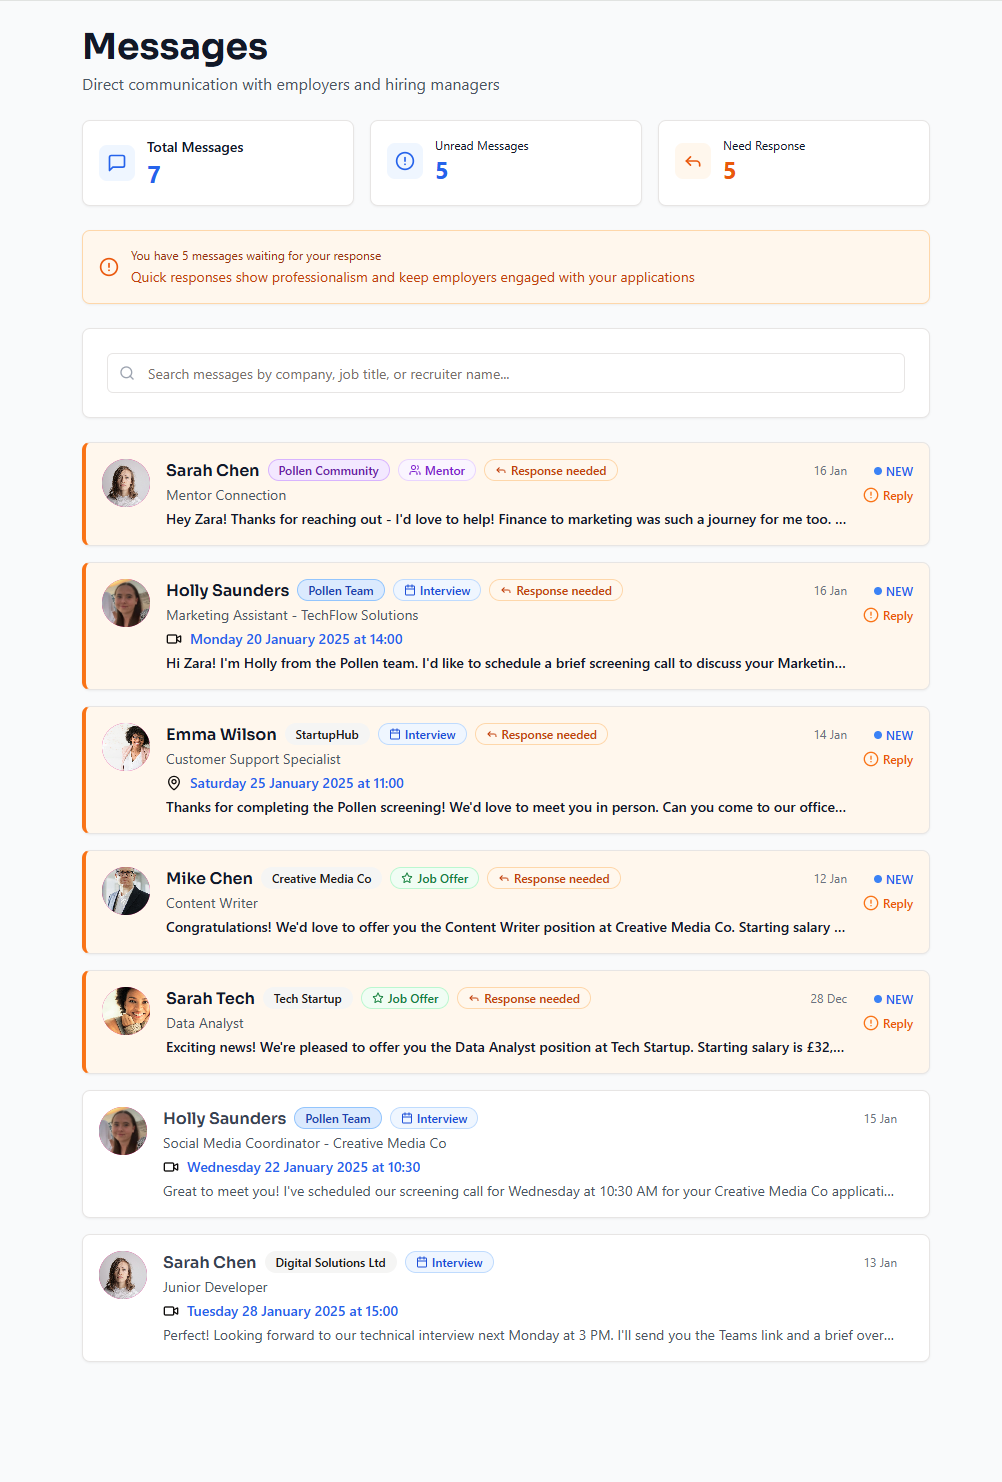 Messages
Direct communication with employers and hiring managers
Total Messages
7
Unread Messages
5
Need Response
5
You have 5 messages waiting for your response
Quick responses show professionalism and keep employers engaged with your applications
Search messages by company, job title, or recruiter name...
Sarah Chen Pollen Community Mentor Response needed 16 Jan NEW
Mentor Connection Reply
Hey Zara! Thanks for reaching out - I'd love to help! Finance to marketing was such a journey for me too. ...
Holly Saunders Pollen Team Interview Response needed 16 Jan NEW
Marketing Assistant - TechFlow Solutions Reply
Monday 20 January 2025 at 14:00
Hi Zara! I'm Holly from the Pollen team. I'd like to schedule a brief screening call to discuss your Marketin...
Emma Wilson StartupHub Interview Response needed 14 Jan NEW
Customer Support Specialist Reply
Saturday 25 January 2025 at 11:00
Thanks for completing the Pollen screening! We'd love to meet you in person. Can you come to our office...
Mike Chen Creative Media Co Job Offer Response needed 12 Jan NEW
Content Writer Reply
Congratulations! We'd love to offer you the Content Writer position at Creative Media Co. Starting salary ...
Sarah Tech Tech Startup Job Offer Response needed 28 Dec NEW
Data Analyst Reply
Exciting news! We're pleased to offer you the Data Analyst position at Tech Startup. Starting salary is £32,...
Holly Saunders Pollen Team Interview 15 Jan
Social Media Coordinator - Creative Media Co
Wednesday 22 January 2025 at 10:30
Great to meet you! I've scheduled our screening call for Wednesday at 10:30 AM for your Creative Media Co applicati...
Sarah Chen Digital Solutions Ltd Interview 13 Jan
Junior Developer
Tuesday 28 January 2025 at 15:00
Perfect! Looking forward to our technical interview next Monday at 3 PM. I'll send you the Teams link and a brief over...